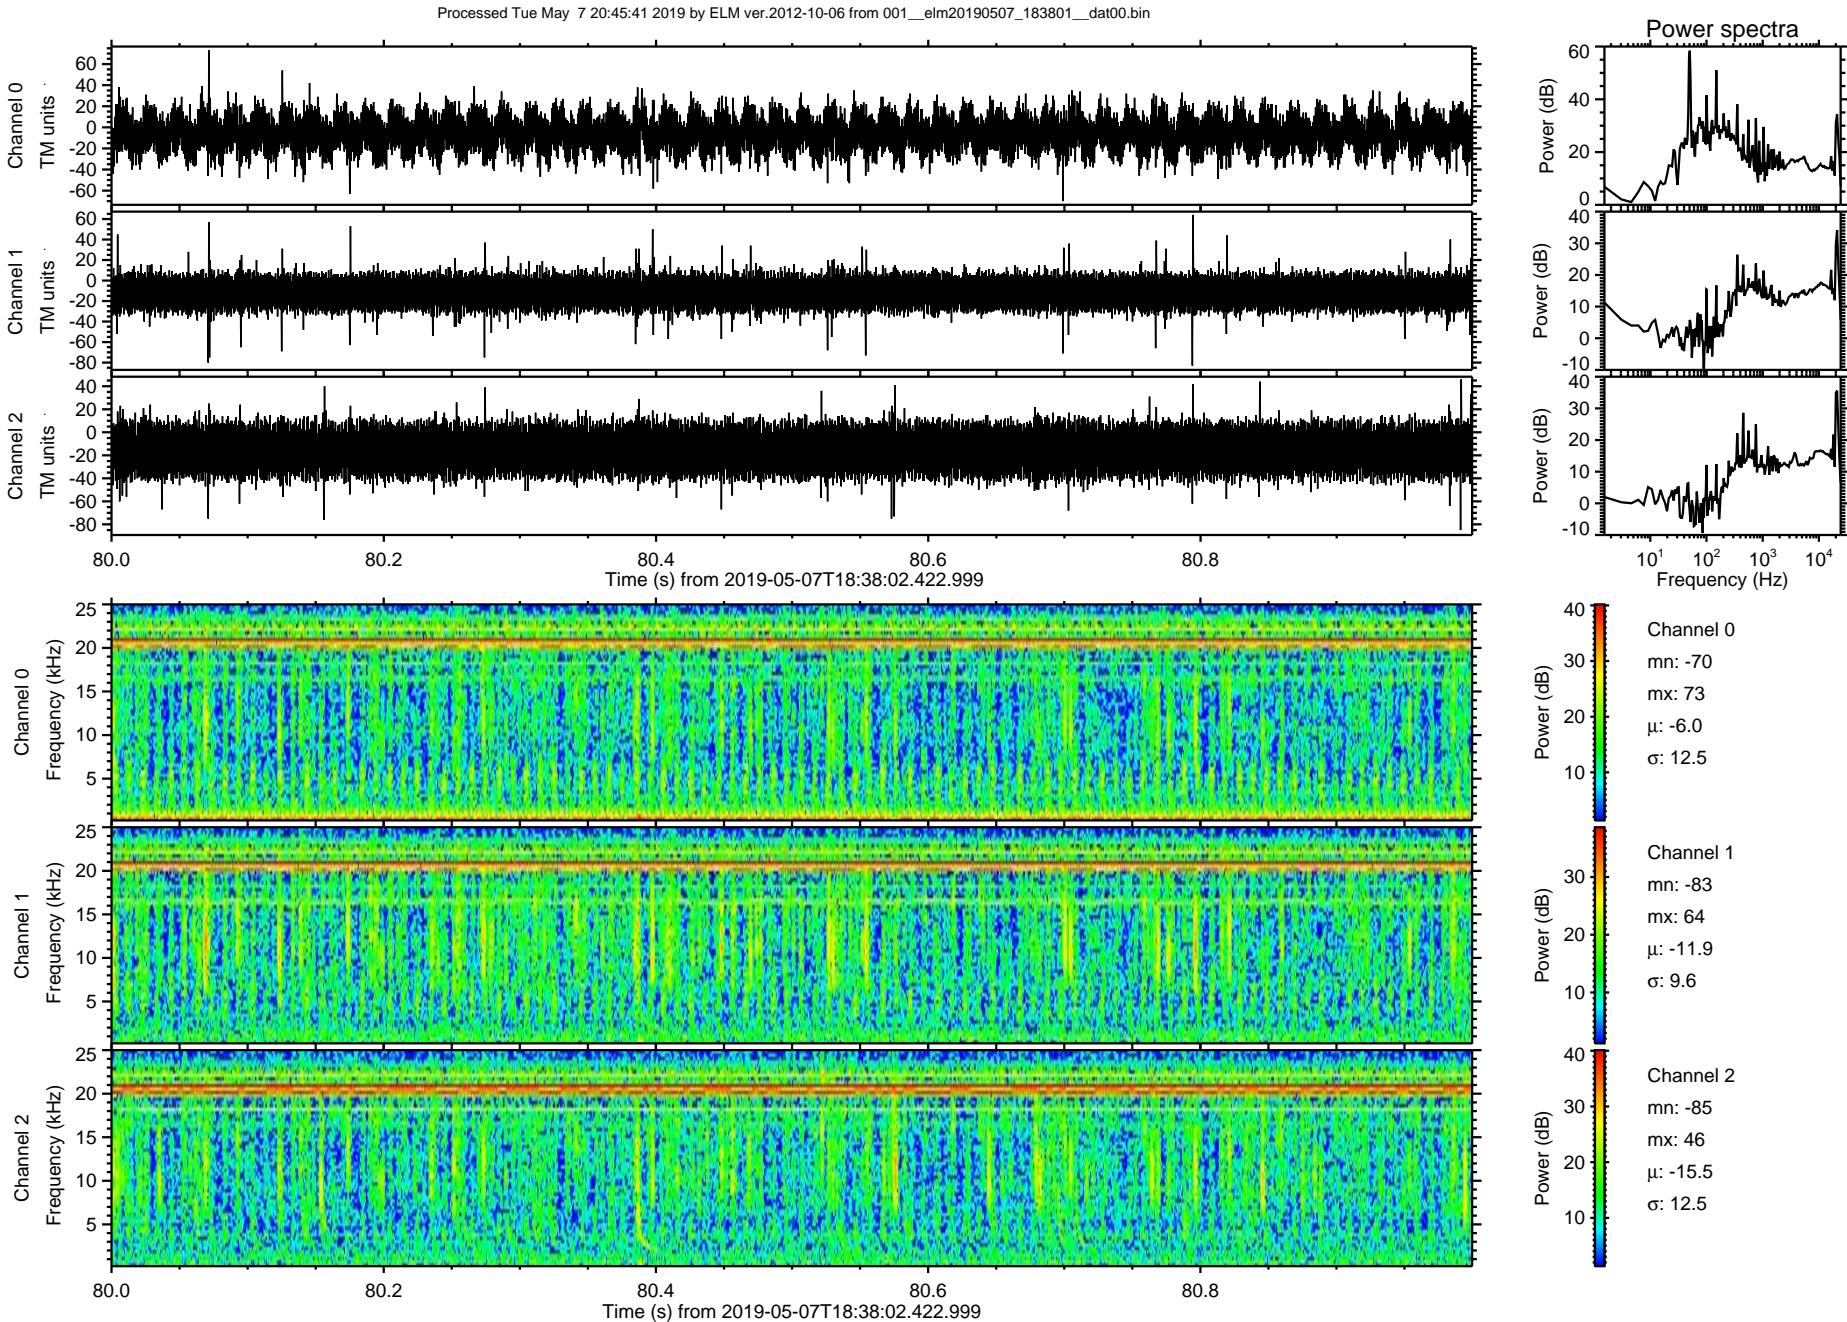 Processed Tue May  7 20:45:41 2019 by ELM ver.2012-10-06 from 001__elm20190507_183801__dat00.bin
Power spectra
Channel 0
TM units
60
40
20
0
-20
-40
-60
Power (dB)
60
40
20
0
Channel 1
TM units
60
40
20
0
-20
-40
-60
-80
Power (dB)
40
30
20
10
0
-10
Channel 2
TM units
40
20
0
-20
-40
-60
-80
Power (dB)
40
30
20
10
0
-10
80.0 80.2 80.4 80.6 80.8
Time (s) from 2019-05-07T18:38:02.422.999
10^1 10^2 10^3 10^4
Frequency (Hz)
Channel 0
Frequency (kHz)
25
20
15
10
5
Power (dB)
40
30
20
10
Channel 0
mn: -70
mx: 73
μ: -6.0
σ: 12.5
Channel 1
Frequency (kHz)
25
20
15
10
5
Power (dB)
30
20
10
Channel 1
mn: -83
mx: 64
μ: -11.9
σ: 9.6
Channel 2
Frequency (kHz)
25
20
15
10
5
Power (dB)
40
30
20
10
Channel 2
mn: -85
mx: 46
μ: -15.5
σ: 12.5
80.0 80.2 80.4 80.6 80.8
Time (s) from 2019-05-07T18:38:02.422.999